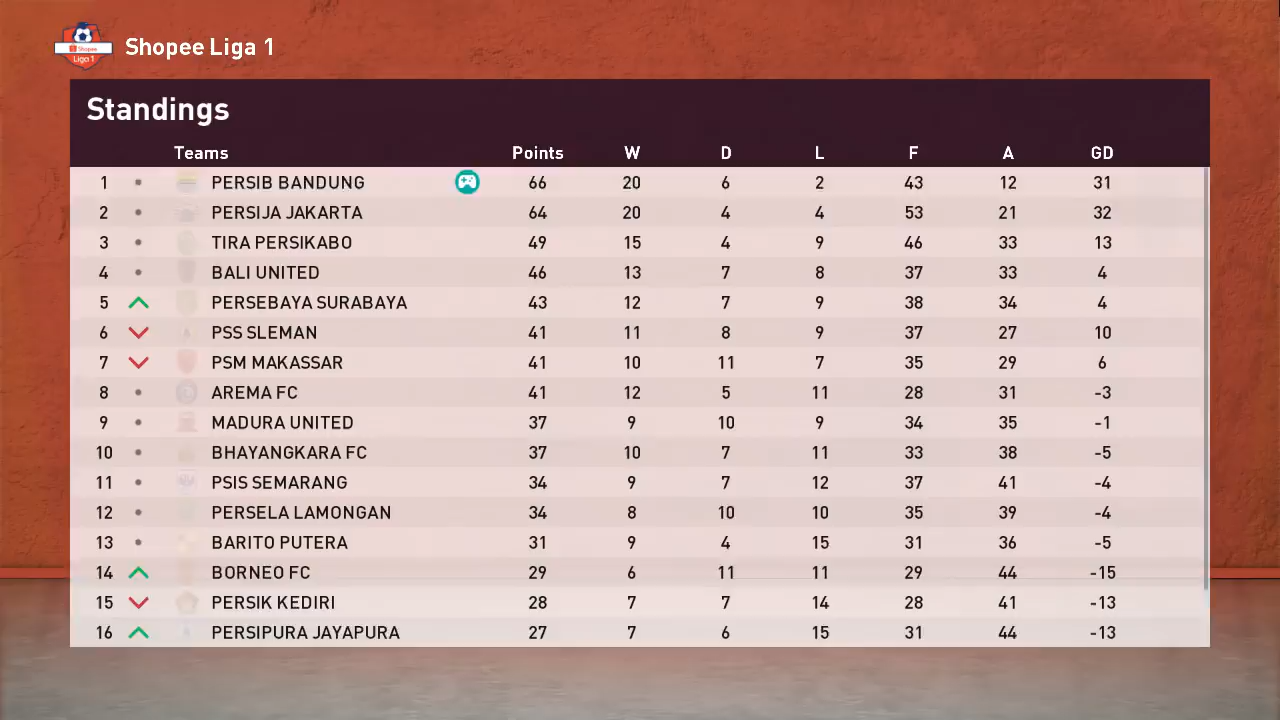 Shopee Liga 1
Shopee
Liga 1
Standings
Teams Points W D L F A GD
1 PERSIB BANDUNG 66 20 6 2 43 12 31
2 PERSIJA JAKARTA 64 20 4 4 53 21 32
3 TIRA PERSIKABO 49 15 4 9 46 33 13
4 BALI UNITED 46 13 7 8 37 33 4
5 PERSEBAYA SURABAYA 43 12 7 9 38 34 4
6 PSS SLEMAN 41 11 8 9 37 27 10
7 PSM MAKASSAR 41 10 11 7 35 29 6
8 AREMA FC 41 12 5 11 28 31 -3
9 MADURA UNITED 37 9 10 9 34 35 -1
10 BHAYANGKARA FC 37 10 7 11 33 38 -5
11 PSIS SEMARANG 34 9 7 12 37 41 -4
12 PERSELA LAMONGAN 34 8 10 10 35 39 -4
13 BARITO PUTERA 31 9 4 15 31 36 -5
14 BORNEO FC 29 6 11 11 29 44 -15
15 PERSIK KEDIRI 28 7 7 14 28 41 -13
16 PERSIPURA JAYAPURA 27 7 6 15 31 44 -13